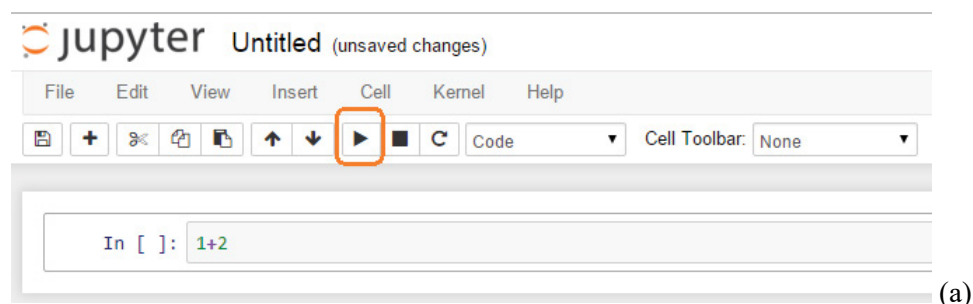 jupyter Untitled (unsaved changes)
File Edit View Insert Cell Kernel Help
Code Cell Toolbar: None
In [ ]: 1+2
(a)